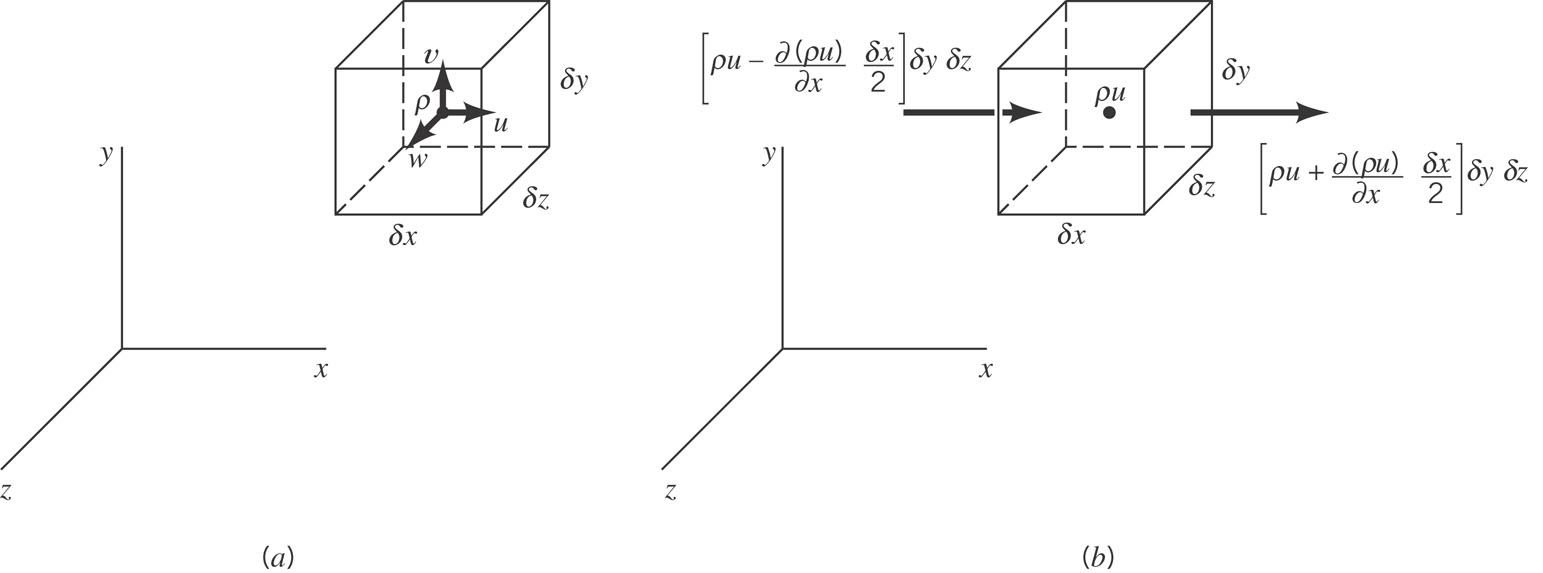 v
ρ
u
w
δy
δz
δx
y
x
z
(a)
[ρu – ∂(ρu)/∂x δx/2] δy δz
ρu
δy
[ρu + ∂(ρu)/∂x δx/2] δy δz
δz
δx
y
x
z
(b)